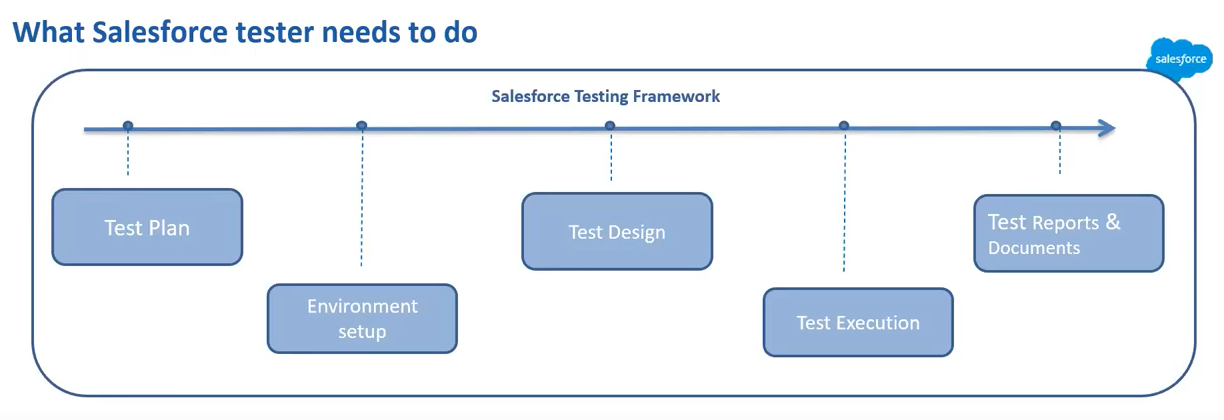 What Salesforce tester needs to do
salesforce
Salesforce Testing Framework
Test Plan
Environment
setup
Test Design
Test Execution
Test Reports &
Documents